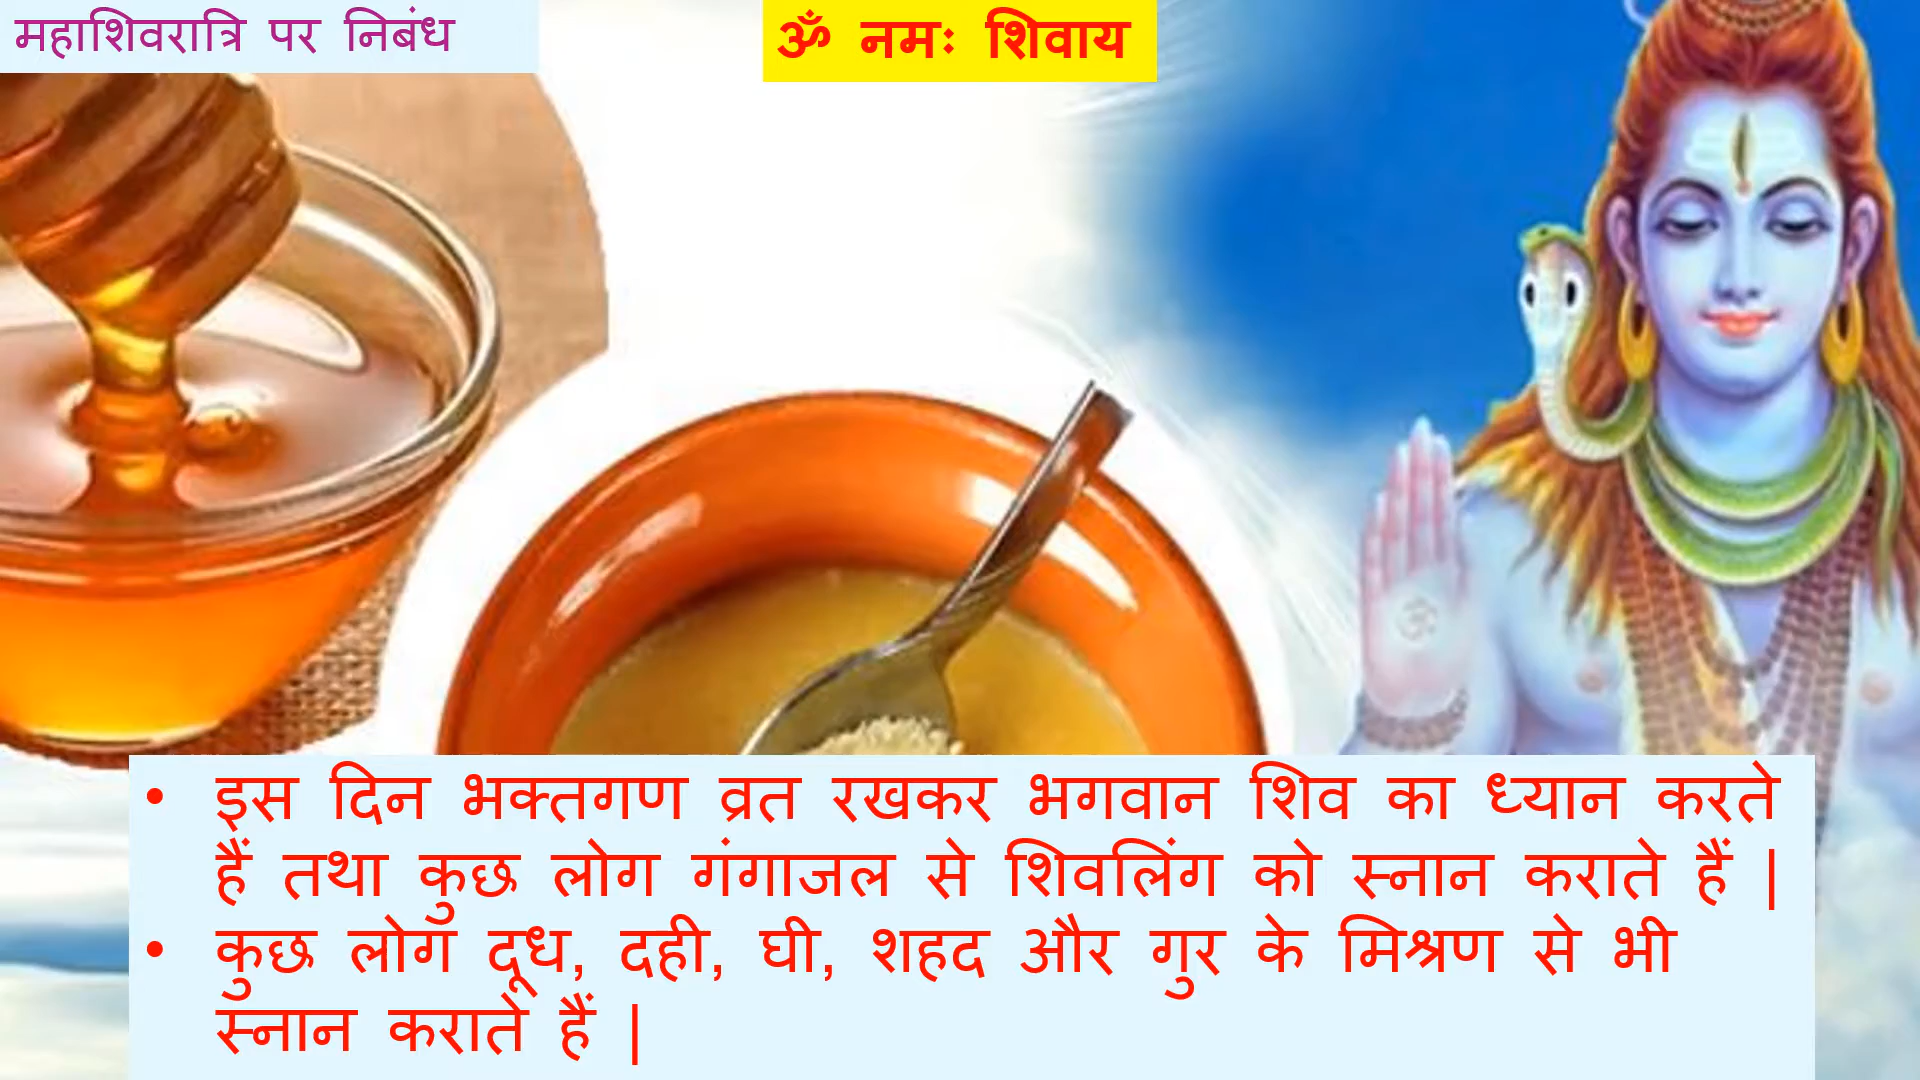 महाशिवरात्रि पर निबंध
ॐ नमः शिवाय
• इस दिन भक्तगण व्रत रखकर भगवान शिव का ध्यान करते
हैं तथा कुछ लोग गंगाजल से शिवलिंग को स्नान कराते हैं |
• कुछ लोग दूध, दही, घी, शहद और गुर के मिश्रण से भी
स्नान कराते हैं |